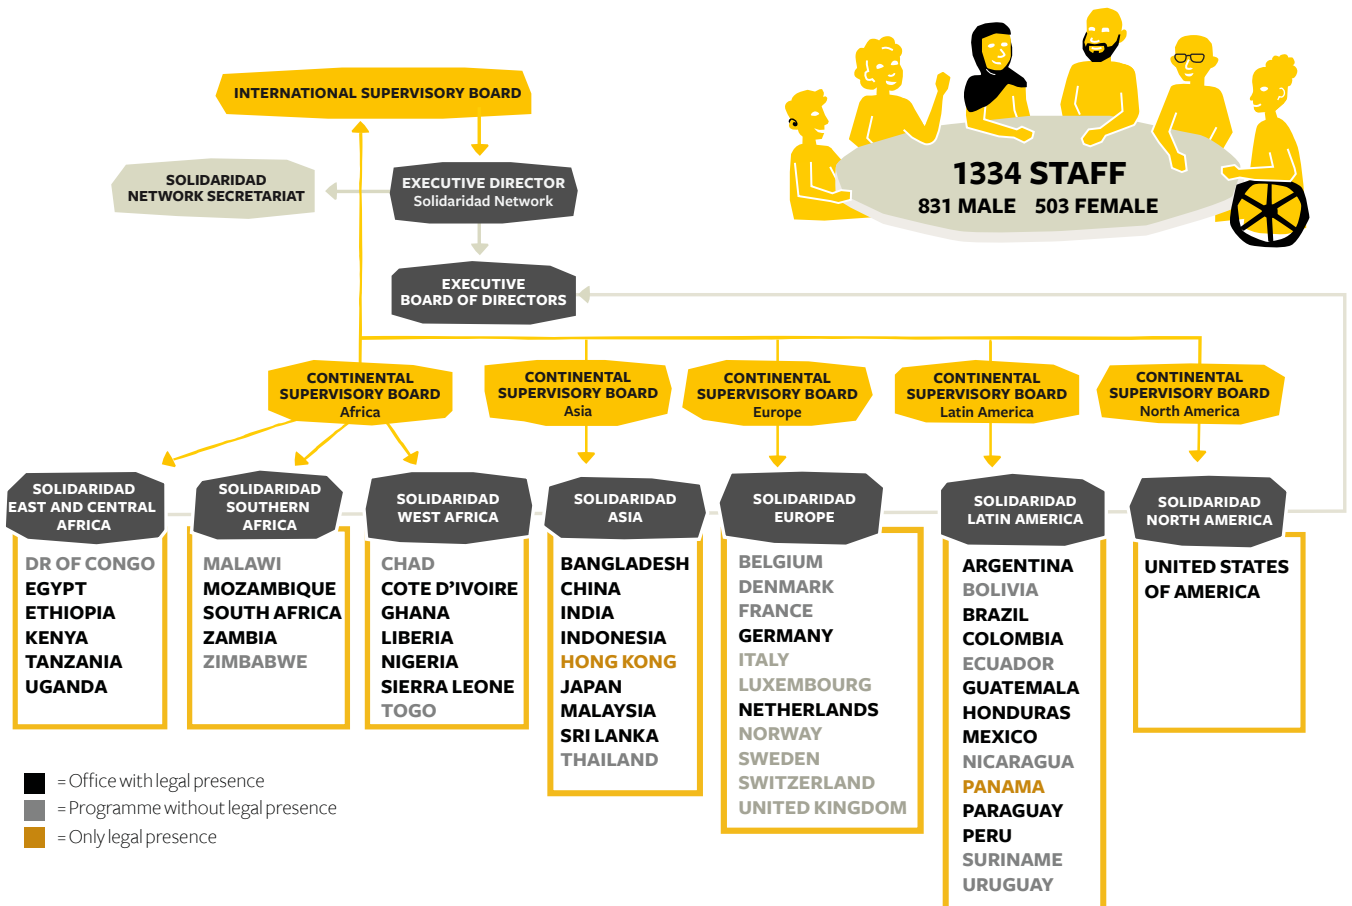 INTERNATIONAL SUPERVISORY BOARD
SOLIDARIDAD
NETWORK SECRETARIAT
EXECUTIVE DIRECTOR
Solidaridad Network
EXECUTIVE
BOARD OF DIRECTORS
1334 STAFF
831 MALE 503 FEMALE
CONTINENTAL
SUPERVISORY BOARD
Africa
CONTINENTAL
SUPERVISORY BOARD
Asia
CONTINENTAL
SUPERVISORY BOARD
Europe
CONTINENTAL
SUPERVISORY BOARD
Latin America
CONTINENTAL
SUPERVISORY BOARD
North America
SOLIDARIDAD
EAST AND CENTRAL
AFRICA
DR OF CONGO
EGYPT
ETHIOPIA
KENYA
TANZANIA
UGANDA
SOLIDARIDAD
SOUTHERN
AFRICA
MALAWI
MOZAMBIQUE
SOUTH AFRICA
ZAMBIA
ZIMBABWE
SOLIDARIDAD
WEST AFRICA
CHAD
COTE D'IVOIRE
GHANA
LIBERIA
NIGERIA
SIERRA LEONE
TOGO
SOLIDARIDAD
ASIA
BANGLADESH
CHINA
INDIA
INDONESIA
HONG KONG
JAPAN
MALAYSIA
SRI LANKA
THAILAND
SOLIDARIDAD
EUROPE
BELGIUM
DENMARK
FRANCE
GERMANY
ITALY
LUXEMBOURG
NETHERLANDS
NORWAY
SWEDEN
SWITZERLAND
UNITED KINGDOM
SOLIDARIDAD
LATIN AMERICA
ARGENTINA
BOLIVIA
BRAZIL
COLOMBIA
ECUADOR
GUATEMALA
HONDURAS
MEXICO
NICARAGUA
PANAMA
PARAGUAY
PERU
SURINAME
URUGUAY
SOLIDARIDAD
NORTH AMERICA
UNITED STATES
OF AMERICA
= Office with legal presence
= Programme without legal presence
= Only legal presence